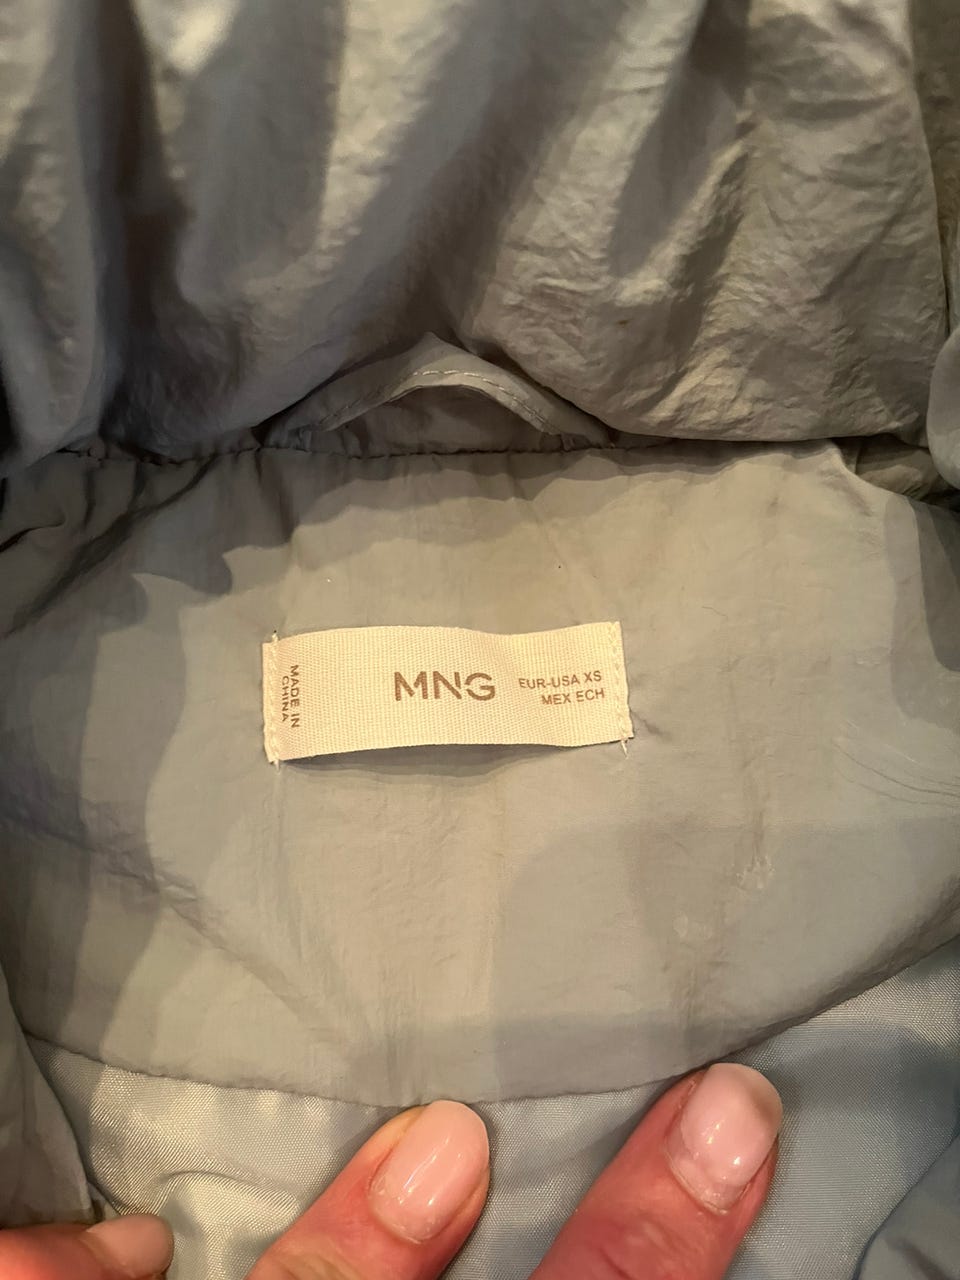 MADE IN
CHINA
MNG
EUR-USA XS
MEX ECH